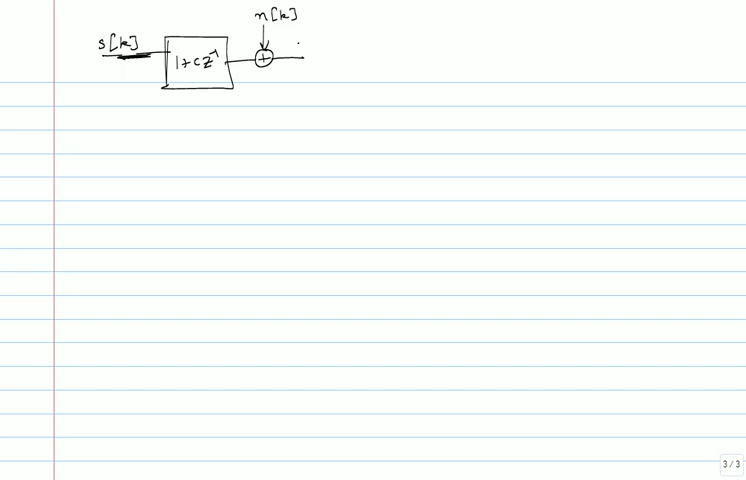 n[k]
s[k]
1+cz⁻¹
+
3/3